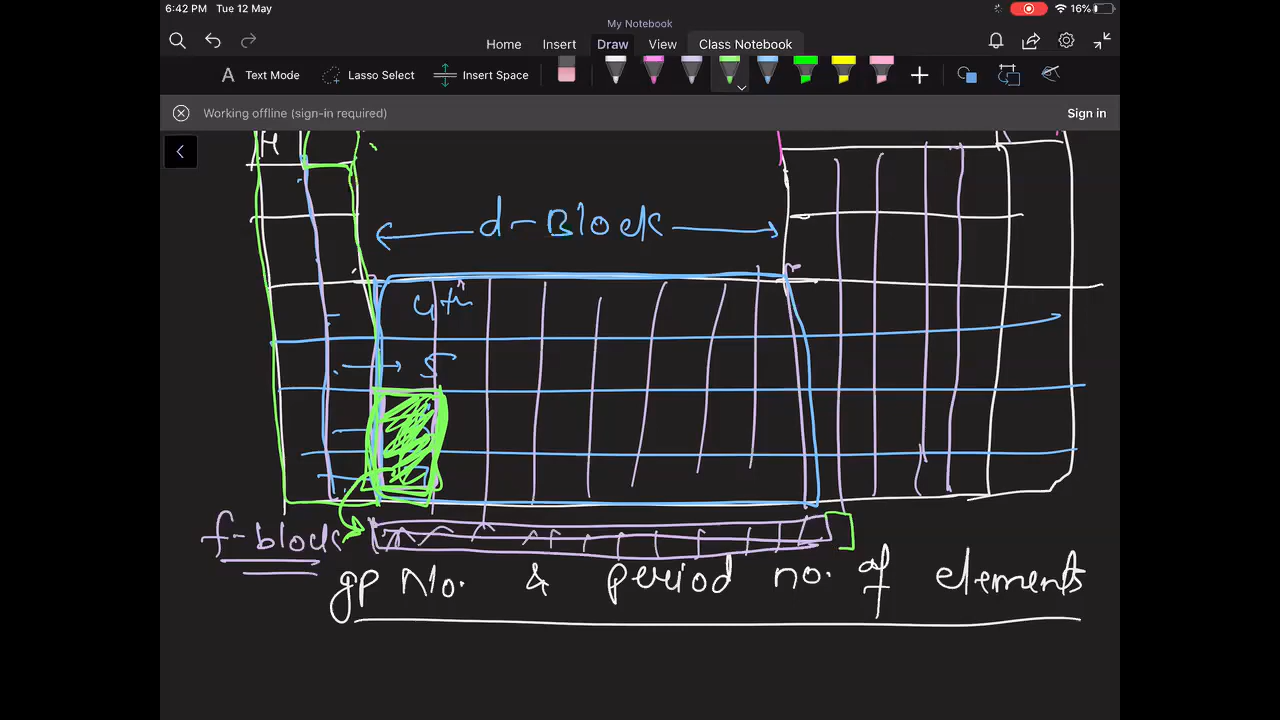 6:42 PM Tue 12 May
16%
My Notebook
Home Insert Draw View Class Notebook
Text Mode Lasso Select Insert Space
Working offline (sign-in required) Sign in
H
d-Block
4th
5
f-block
gp No. & period no. of elements